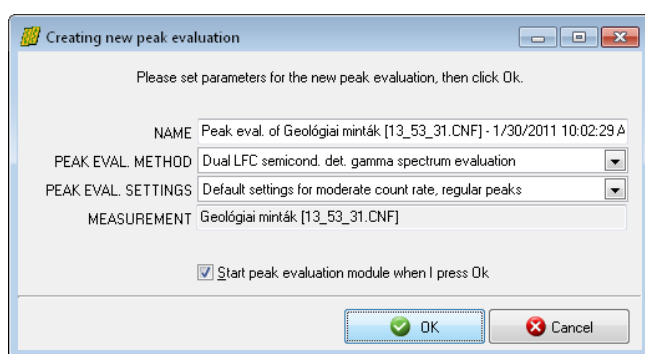 Creating new peak evaluation
Please set parameters for the new peak evaluation, then click Ok.
NAME Peak eval. of Geológiai minták [13_53_31.CNF] - 1/30/2011 10:02:29 A
PEAK EVAL. METHOD Dual LFC semicond. det. gamma spectrum evaluation
PEAK EVAL. SETTINGS Default settings for moderate count rate, regular peaks
MEASUREMENT Geológiai minták [13_53_31.CNF]
Start peak evaluation module when I press Ok
OK Cancel